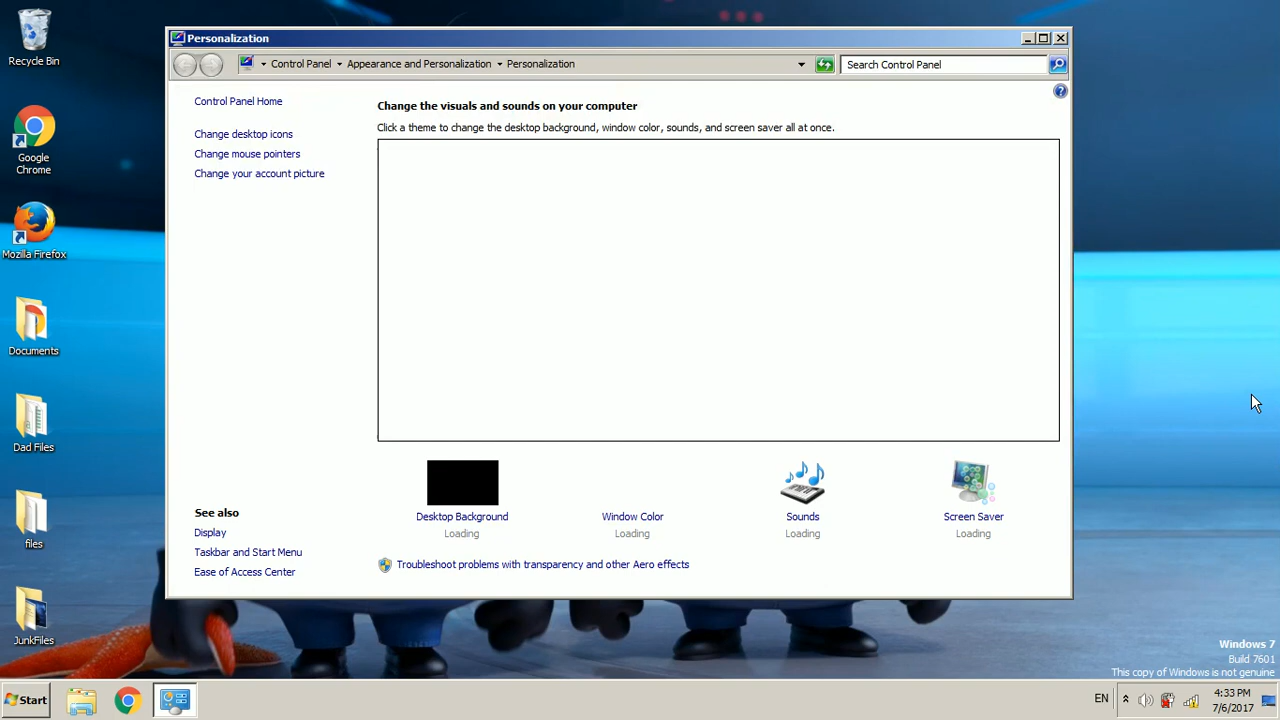 Recycle Bin
Google
Chrome
Mozilla Firefox
Documents
Dad Files
files
JunkFiles
Personalization
Control Panel
Appearance and Personalization
Personalization
Search Control Panel
Control Panel Home
Change desktop icons
Change mouse pointers
Change your account picture
Change the visuals and sounds on your computer
Click a theme to change the desktop background, window color, sounds, and screen saver all at once.
Desktop Background
Loading
Window Color
Loading
Sounds
Loading
Screen Saver
Loading
See also
Display
Taskbar and Start Menu
Ease of Access Center
Troubleshoot problems with transparency and other Aero effects
Windows 7
Build 7601
This copy of Windows is not genuine
Start
EN
4:33 PM
7/6/2017